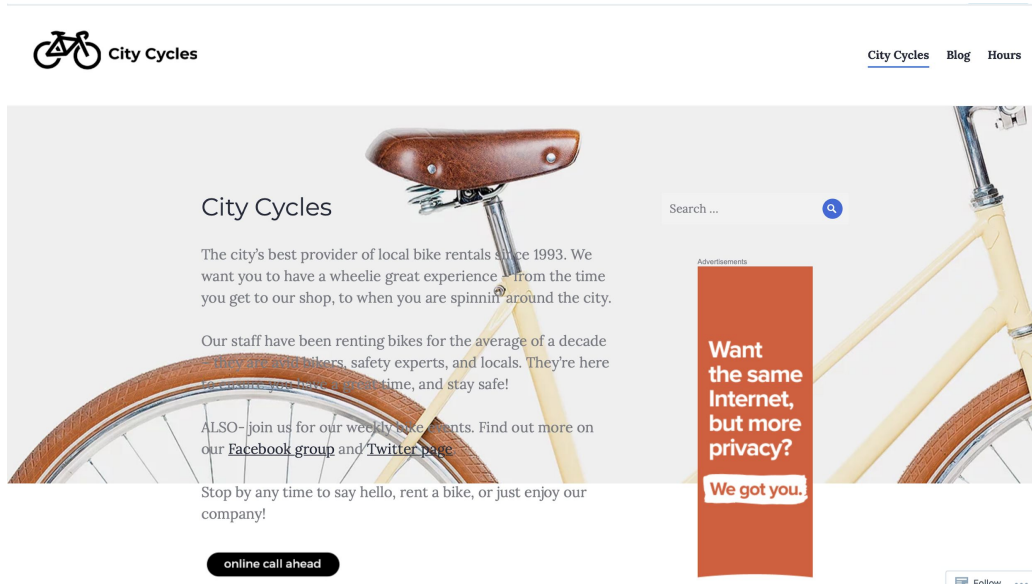 City Cycles
City Cycles Blog Hours
City Cycles
Search ...
The city's best provider of local bike rentals since 1993. We
want you to have a wheelie great experience – from the time
you get to our shop, to when you are spinnin' around the city.
Our staff have been renting bikes for the average of a decade
– they are avid bikers, safety experts, and locals. They're here
you have a great time, and stay safe!
ALSO- join us for our weekly bike events. Find out more on
our Facebook group and Twitter page
Stop by any time to say hello, rent a bike, or just enjoy our
company!
online call ahead
Advertisements
Want
the same
Internet,
but more
privacy?
We got you.
Follow ...